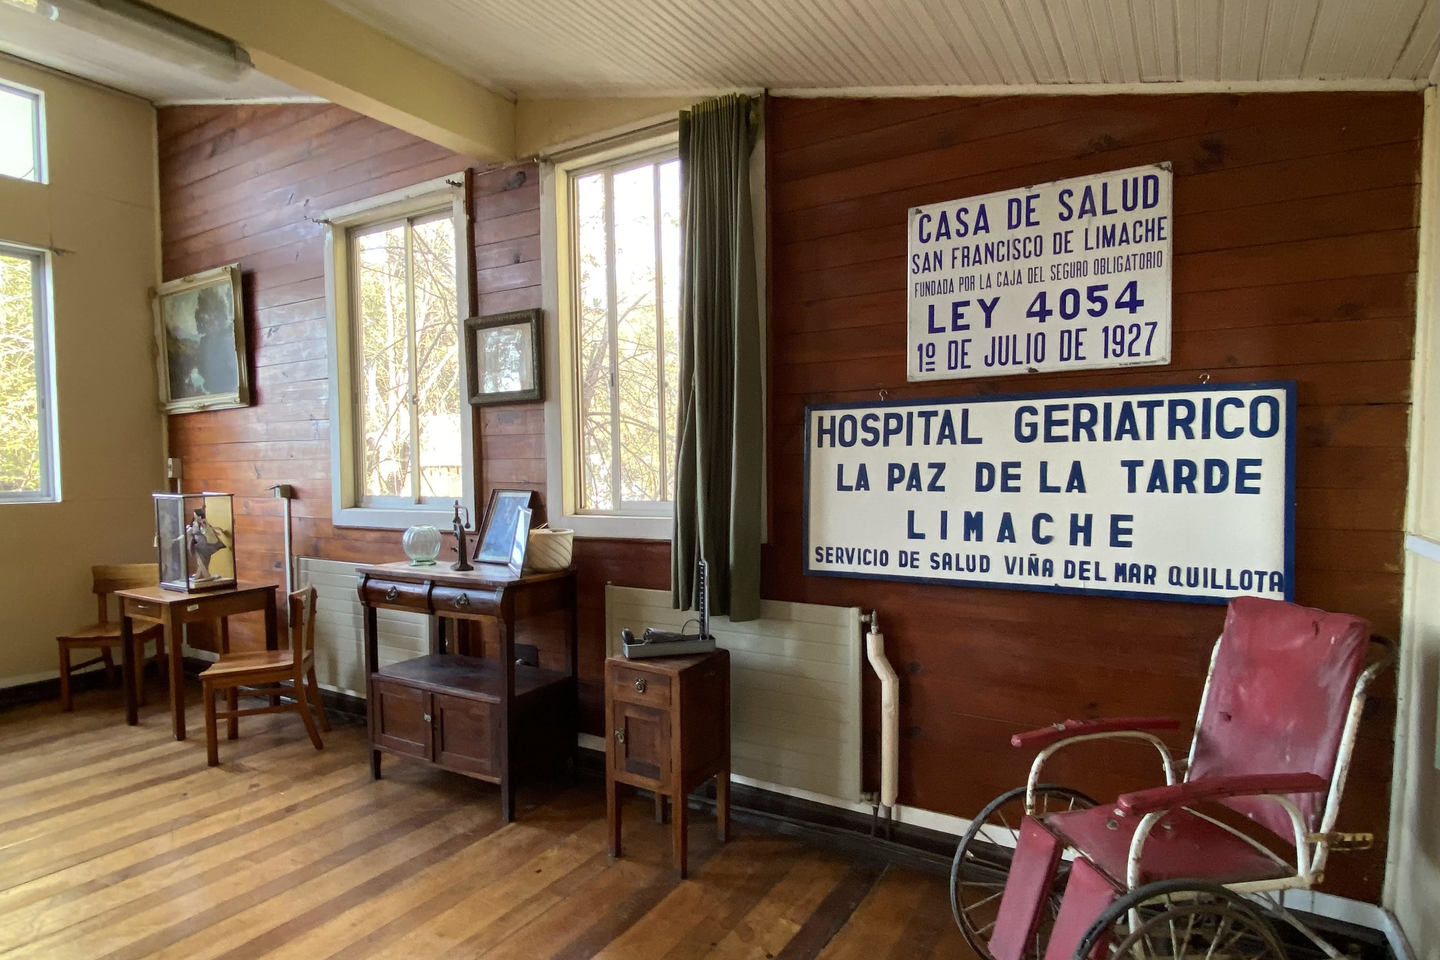 CASA DE SALUD
SAN FRANCISCO DE LIMACHE
FUNDADA POR LA CAJA DEL SEGURO OBLIGATORIO
LEY 4054
1º DE JULIO DE 1927
HOSPITAL GERIATRICO
LA PAZ DE LA TARDE
LIMACHE
SERVICIO DE SALUD VIÑA DEL MAR QUILLOTA